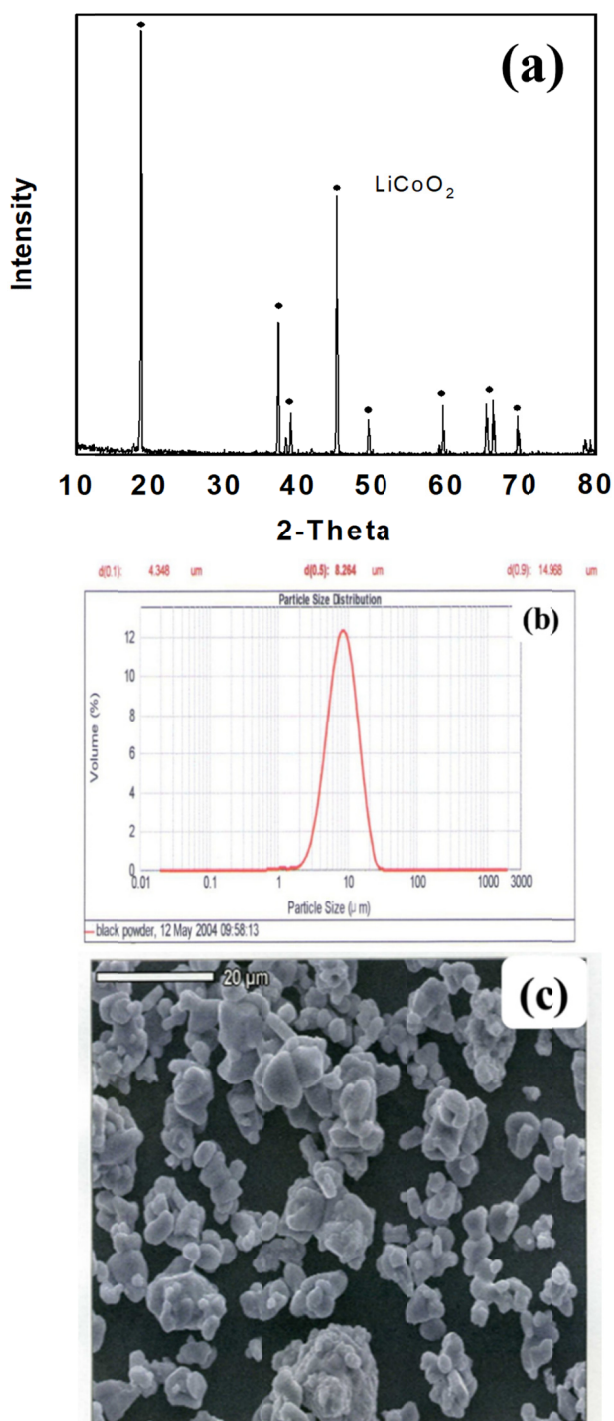 (a)
LiCoO2
Intensity
10 20 30 40 50 60 70 80
2-Theta
d(0.1): 4.348 um d(0.5): 8.264 um d(0.9): 14.968 um
Particle Size Distribution
(b)
12
10
8
6
4
2
0
Volume (%)
0.01 0.1 1 10 100 1000 3000
Particle Size (μm)
black powder, 12 May 2004 09:58:13
20 μm
(c)